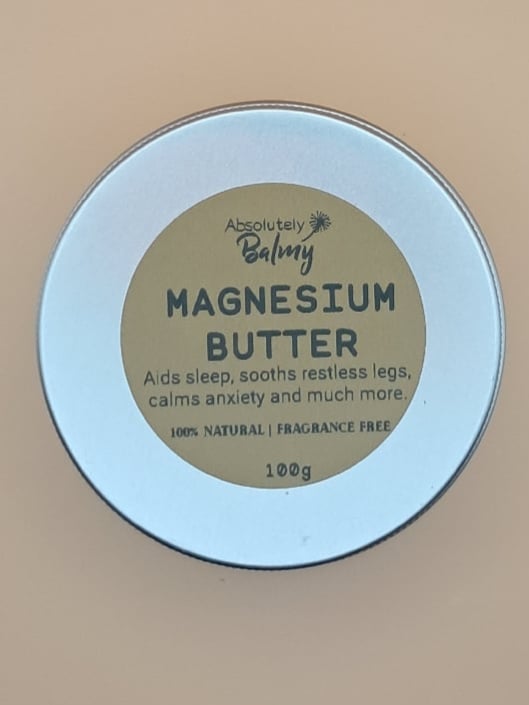 Absolutely
Balmy
MAGNESIUM
BUTTER
Aids sleep, sooths restless legs,
calms anxiety and much more.
100% NATURAL | FRAGRANCE FREE
100g